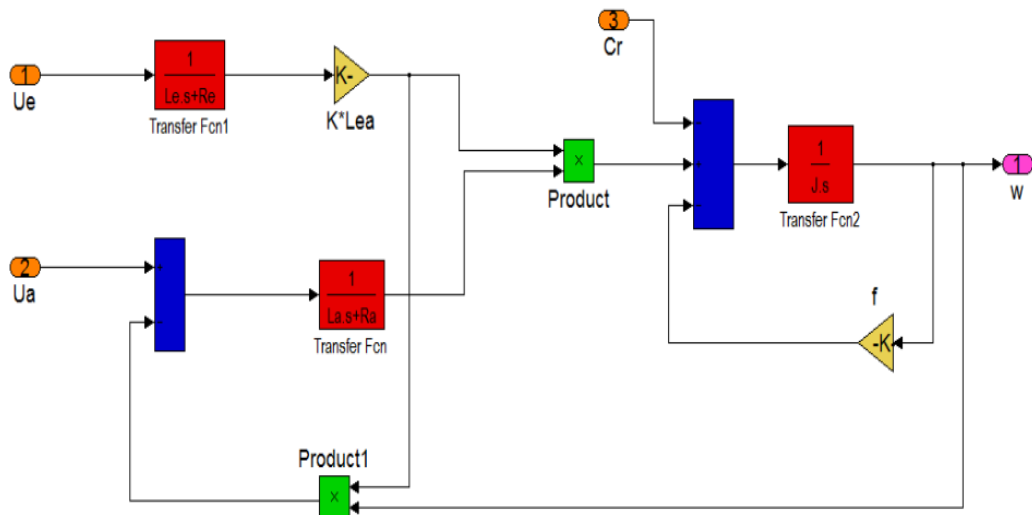 3
Cr
1
Ue
1
Le.s+Re
Transfer Fcn1
K-
K*Lea
×
Product
1
J.s
Transfer Fcn2
1
w
2
Ua
1
La.s+Ra
Transfer Fcn
f
-K
Product1
×